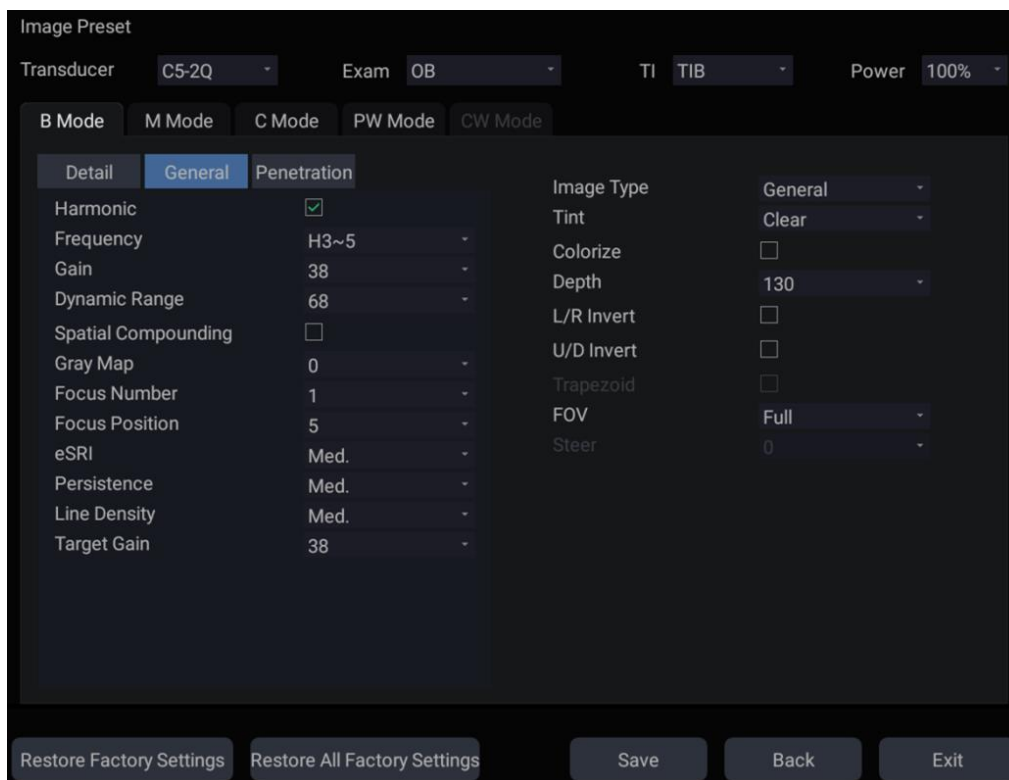 Image Preset
Transducer C5-2Q Exam OB TI TIB Power 100%
B Mode M Mode C Mode PW Mode CW Mode
Detail General Penetration
Harmonic
Frequency H3~5
Gain 38
Dynamic Range 68
Spatial Compounding
Gray Map 0
Focus Number 1
Focus Position 5
eSRI Med.
Persistence Med.
Line Density Med.
Target Gain 38
Image Type General
Tint Clear
Colorize
Depth 130
L/R Invert
U/D Invert
Trapezoid
FOV Full
Steer 0
Restore Factory Settings Restore All Factory Settings Save Back Exit